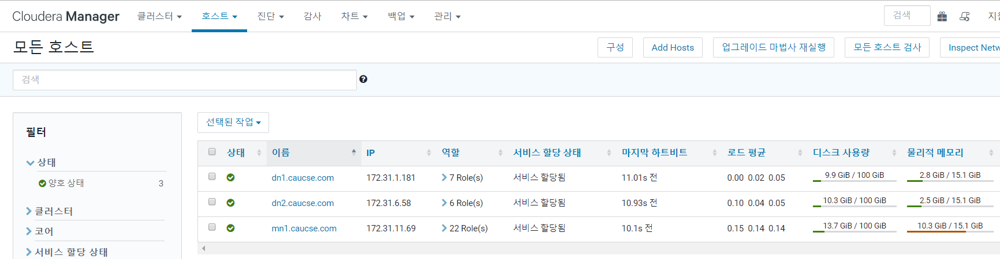 Cloudera Manager 클러스터 호스트 진단 감사 차트 백업 관리 검색
모든 호스트 구성 Add Hosts 업그레이드 마법사 재실행 모든 호스트 검사 Inspect Netw
검색
필터
상태
양호 상태 3
클러스터
코어
서비스 할당 상태
선택된 작업
상태 이름 IP 역할 서비스 할당 상태 마지막 하트비트 로드 평균 디스크 사용량 물리적 메모리
dn1.caucse.com 172.31.1.181 7 Role(s) 서비스 할당됨 11.01s 전 0.00 0.02 0.05 9.9 GiB / 100 GiB 2.8 GiB / 15.1 GiB
dn2.caucse.com 172.31.6.58 6 Role(s) 서비스 할당됨 10.93s 전 0.10 0.04 0.05 10.3 GiB / 100 GiB 2.5 GiB / 15.1 GiB
mn1.caucse.com 172.31.11.69 22 Role(s) 서비스 할당됨 10.1s 전 0.15 0.14 0.14 13.7 GiB / 100 GiB 10.3 GiB / 15.1 GiB